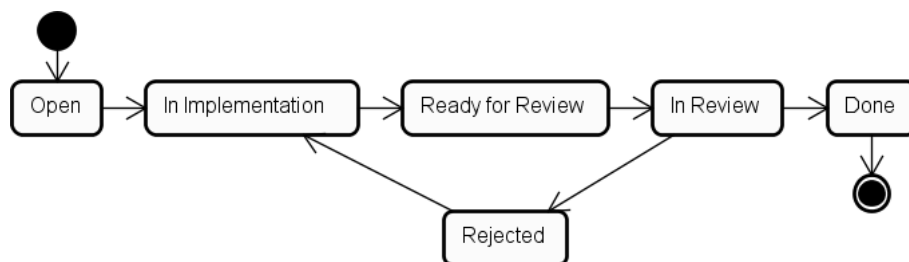 Open
In Implementation
Ready for Review
In Review
Done
Rejected